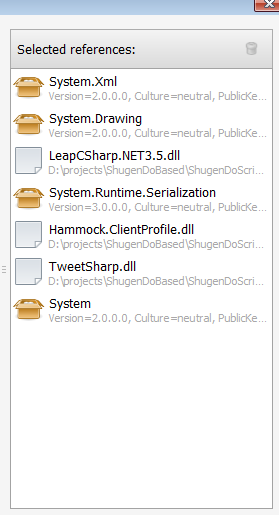 Selected references:
System.Xml
Version=2.0.0.0, Culture=neutral, PublicKe...
System.Drawing
Version=2.0.0.0, Culture=neutral, PublicKe...
LeapCSharp.NET3.5.dll
D:\projects\ShugenDoBased\ShugenDoScri...
System.Runtime.Serialization
Version=3.0.0.0, Culture=neutral, PublicKe...
Hammock.ClientProfile.dll
D:\projects\ShugenDoBased\ShugenDoScri...
TweetSharp.dll
D:\projects\ShugenDoBased\ShugenDoScri...
System
Version=2.0.0.0, Culture=neutral, PublicKe...